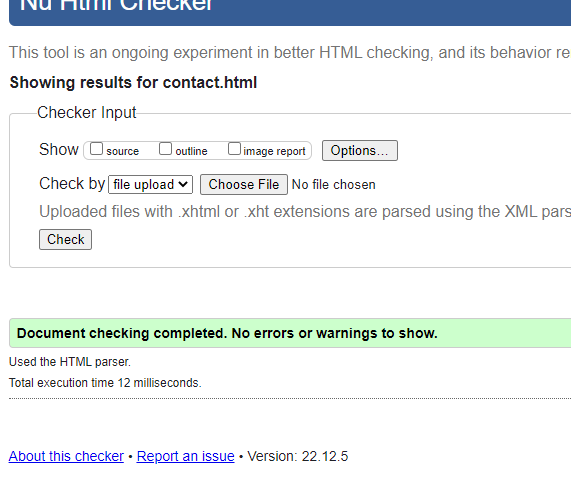 Nu Html Checker
This tool is an ongoing experiment in better HTML checking, and its behavior re
Showing results for contact.html
Checker Input
Show source outline image report Options...
Check by file upload Choose File No file chosen
Uploaded files with .xhtml or .xht extensions are parsed using the XML pars
Check
Document checking completed. No errors or warnings to show.
Used the HTML parser.
Total execution time 12 milliseconds.
About this checker • Report an issue • Version: 22.12.5